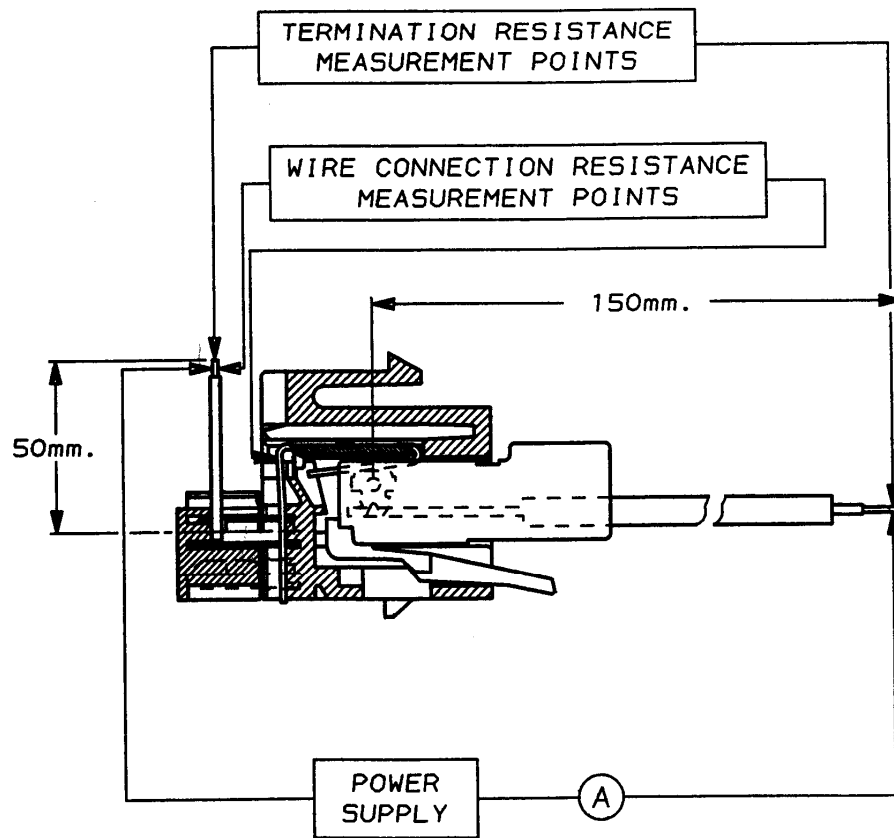 TERMINATION RESISTANCE
MEASUREMENT POINTS
WIRE CONNECTION RESISTANCE
MEASUREMENT POINTS
150mm.
50mm.
POWER
SUPPLY
A